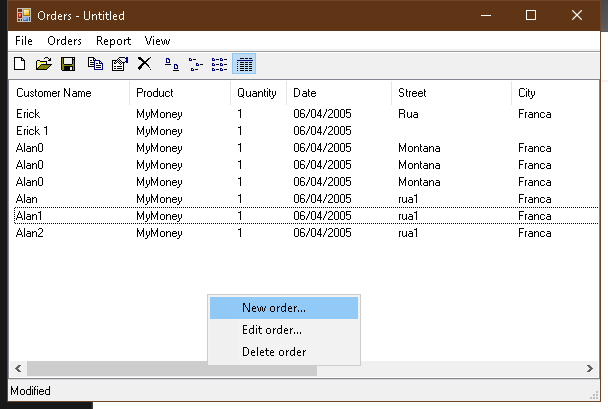 Orders - Untitled
File Orders Report View
Customer Name Product Quantity Date Street City
Erick MyMoney 1 06/04/2005 Rua Franca
Erick 1 MyMoney 1 06/04/2005
Alan0 MyMoney 1 06/04/2005 Montana Franca
Alan0 MyMoney 1 06/04/2005 Montana Franca
Alan0 MyMoney 1 06/04/2005 Montana Franca
Alan MyMoney 1 06/04/2005 rua1 Franca
Alan1 MyMoney 1 06/04/2005 rua1 Franca
Alan2 MyMoney 1 06/04/2005 rua1 Franca
New order...
Edit order...
Delete order
Modified